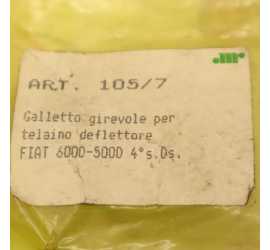 ART. 105/7
Galletto girevole per
telaino deflettore
FIAT 6000-5000 4°s.Ds.